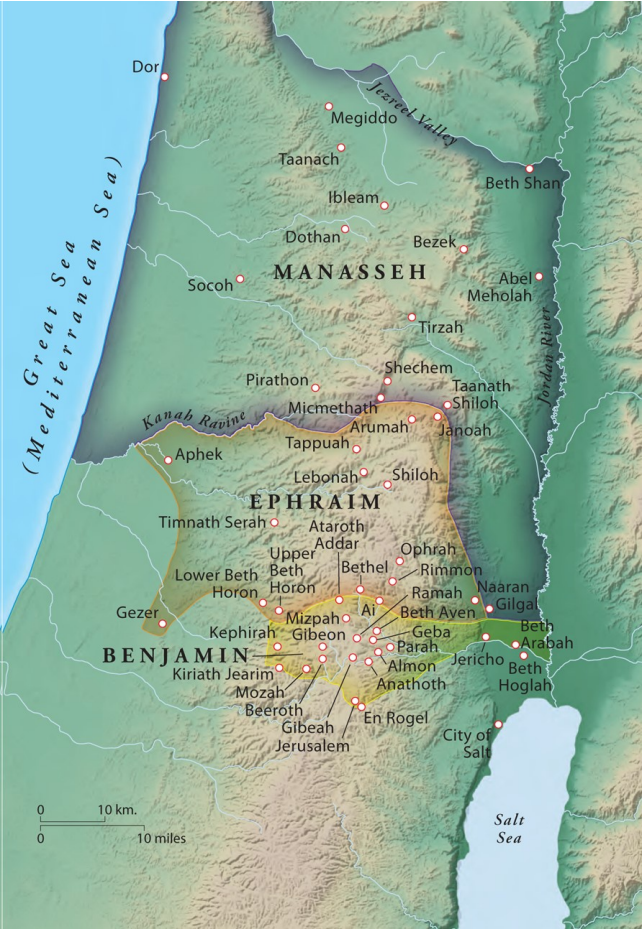 Dor
Megiddo
Jezreel Valley
Taanach
Beth Shan
Ibleam
Dothan
Bezek
MANASSEH
Socoh
Abel
Meholah
Great Sea
(Mediterranean Sea)
Tirzah
Jordan River
Shechem
Pirathon
Taanath
Shiloh
Micmethath
Kanah Ravine
Arumah
Janoah
Tappuah
Aphek
Lebonah
Shiloh
EPHRAIM
Timnath Serah
Ataroth
Addar
Upper
Beth
Horon
Ophrah
Bethel
Rimmon
Lower Beth
Horon
Ramah
Naaran
Gilgal
Ai
Beth Aven
Gezer
Mizpah
Kephirah
Gibeon
Geba
Beth
Arabah
BENJAMIN
Parah
Jericho
Almon
Beth
Hoglah
Kiriath Jearim
Anathoth
Mozah
Beeroth
En Rogel
Gibeah
Jerusalem
City of
Salt
0 10 km.
0 10 miles
Salt
Sea